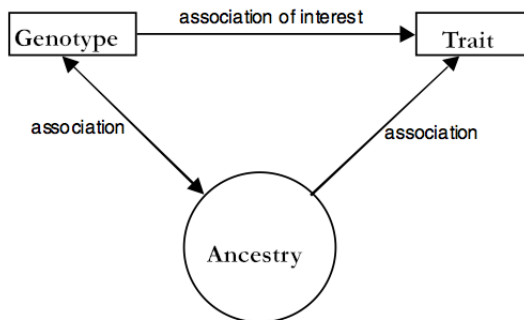 association of interest
Genotype
Trait
association
association
Ancestry